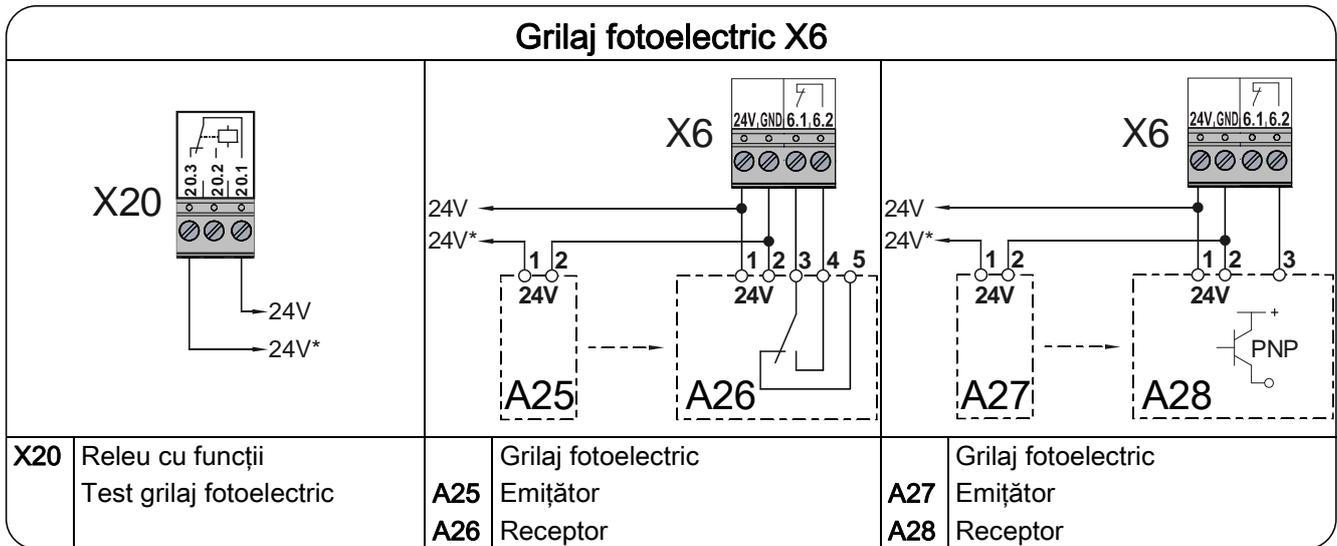 Grilaj fotoelectric X6
X20
20.3 20.2 20.1
24V
24V*
X6
24V GND 6.1 6.2
24V
24V*
1 2
24V
A25
1 2 3 4 5
24V
A26
X6
24V GND 6.1 6.2
24V
24V*
1 2
24V
A27
1 2 3
24V
+
PNP
A28
X20 Releu cu funcții
Test grilaj fotoelectric
Grilaj fotoelectric
A25 Emițător
A26 Receptor
Grilaj fotoelectric
A27 Emițător
A28 Receptor